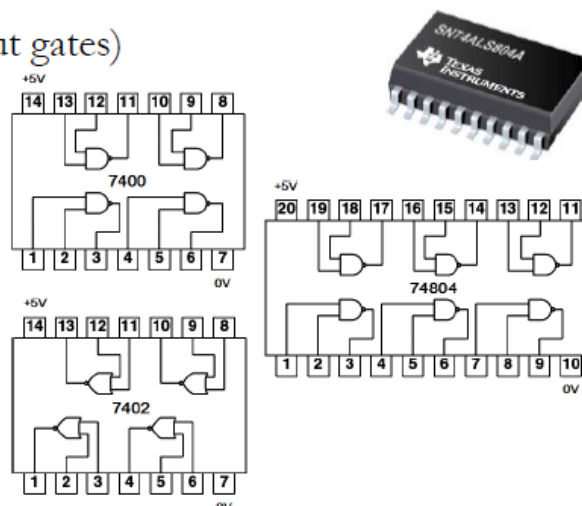 ut gates)
SN74ALS804A
TEXAS
INSTRUMENTS
+5V
14 13 12 11 10 9 8
7400
1 2 3 4 5 6 7
0V
+5V
20 19 18 17 16 15 14 13 12 11
74804
1 2 3 4 5 6 7 8 9 10
0V
+5V
14 13 12 11 10 9 8
7402
1 2 3 4 5 6 7